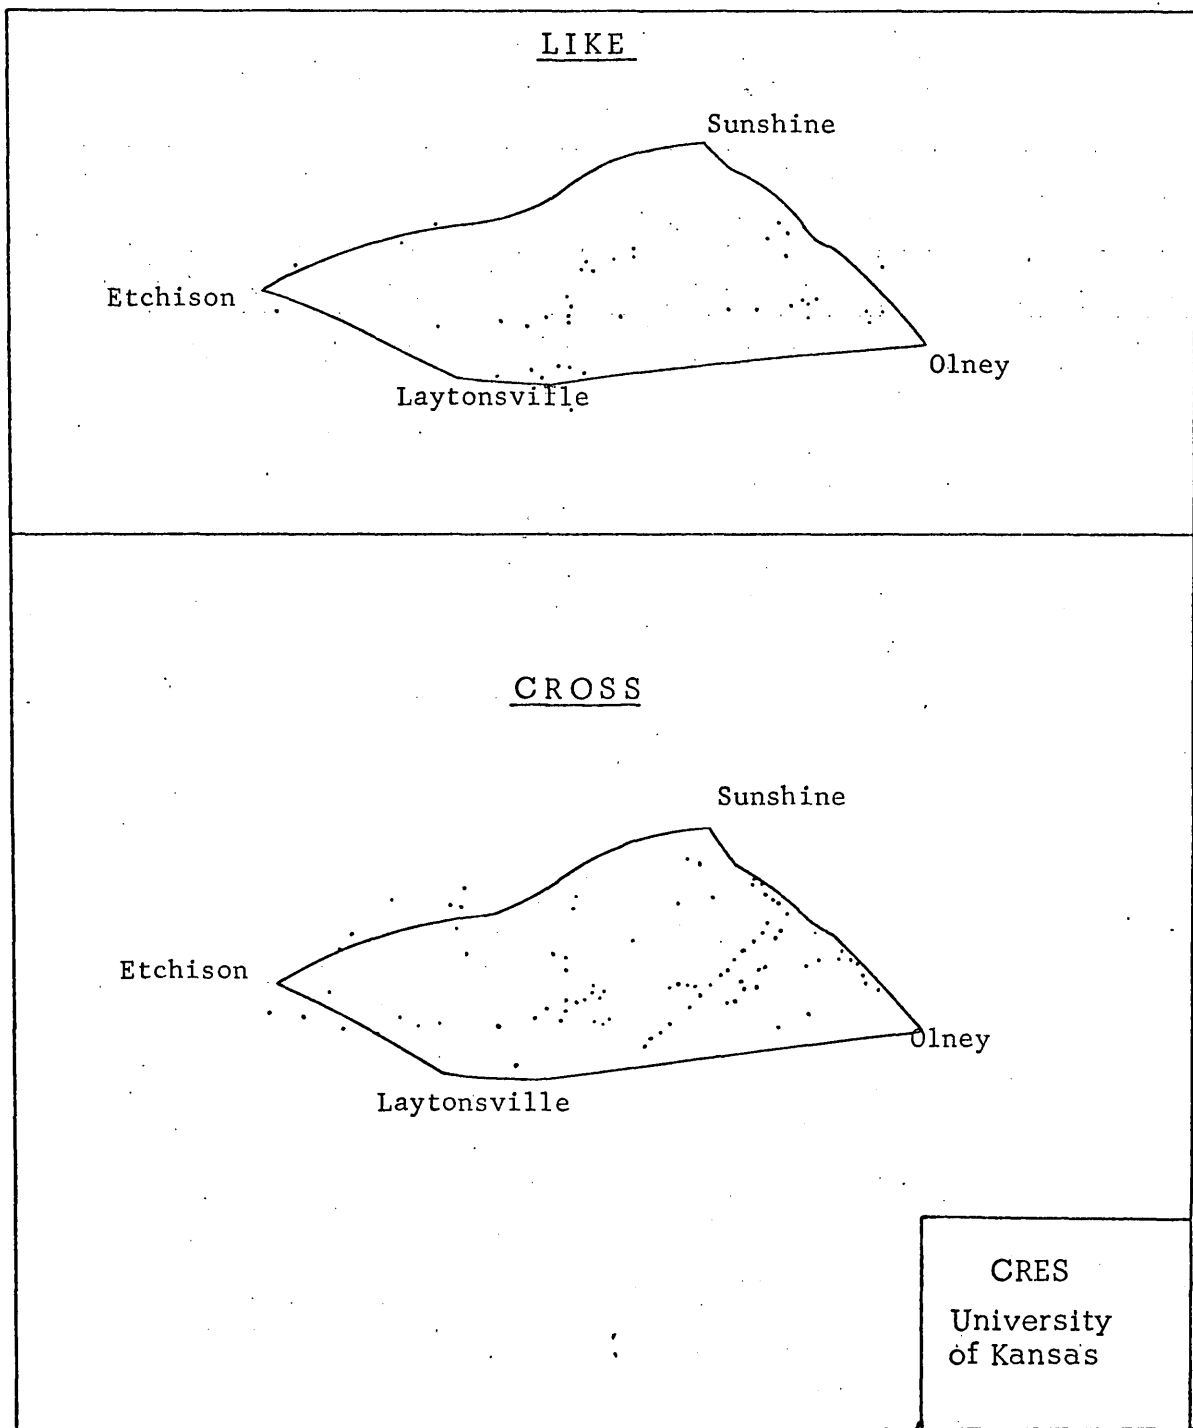 LIKE
Sunshine
Etchison
Olney
Laytonsville
CROSS
Sunshine
Etchison
Olney
Laytonsville
CRES
University
of Kansas